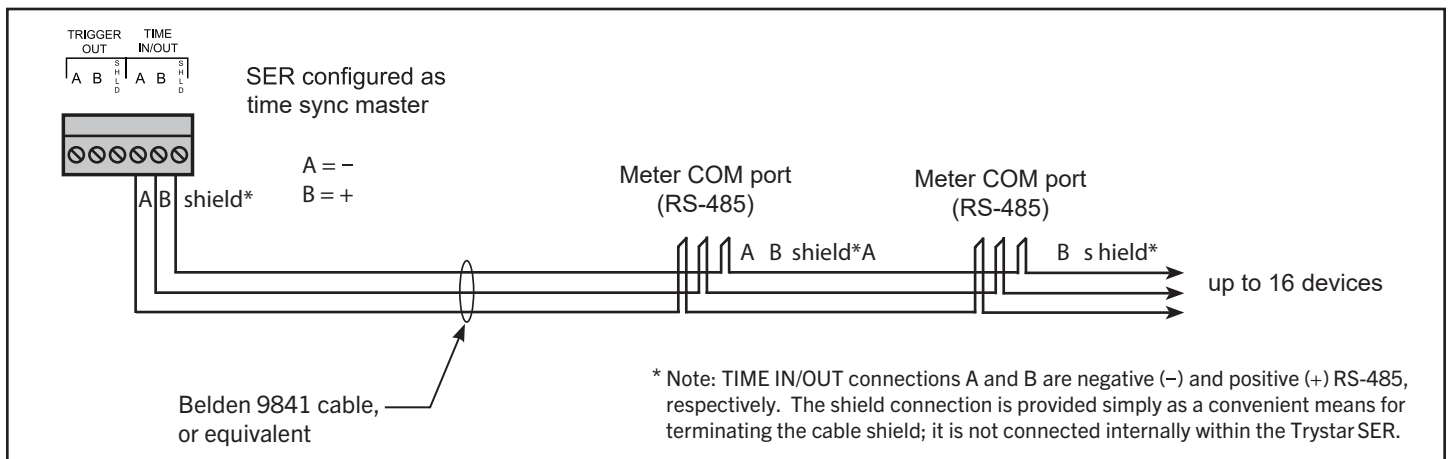 TRIGGER OUT
TIME IN/OUT
A B SHLD A B SHLD
SER configured as
time sync master
A = –
B = +
A B shield*
Meter COM port
(RS-485)
Meter COM port
(RS-485)
A B shield*A
B s hield*
up to 16 devices
Belden 9841 cable,
or equivalent
* Note: TIME IN/OUT connections A and B are negative (–) and positive (+) RS-485,
respectively. The shield connection is provided simply as a convenient means for
terminating the cable shield; it is not connected internally within the Trystar SER.